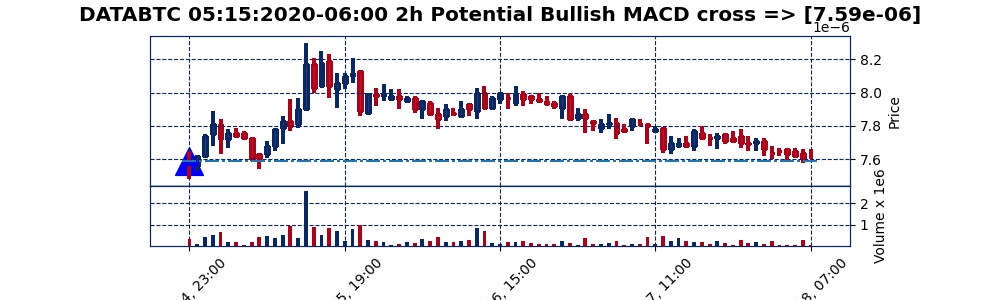 DATABTC 05:15:2020-06:00 2h Potential Bullish MACD cross => [7.59e-06]
1e−6
8.2
8.0
7.8
7.6
Price
2
1
Volume x 1e6
4, 23:00
5, 19:00
6, 15:00
7, 11:00
8, 07:00